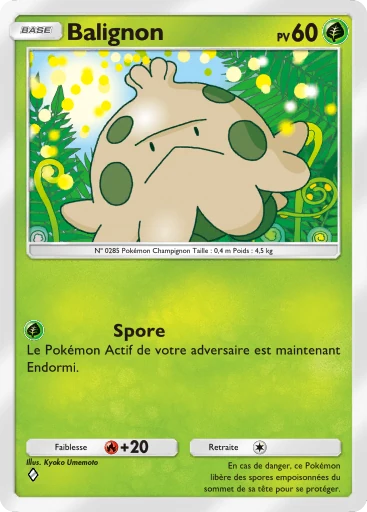 BASE
Balignon
PV 60
N° 0285 Pokémon Champignon Taille : 0,4 m Poids : 4,5 kg
Spore
Le Pokémon Actif de votre adversaire est maintenant
Endormi.
Faiblesse +20 Retraite
Illus. Kyoko Umemoto
En cas de danger, ce Pokémon
libère des spores empoisonnées du
sommet de sa tête pour se protéger.